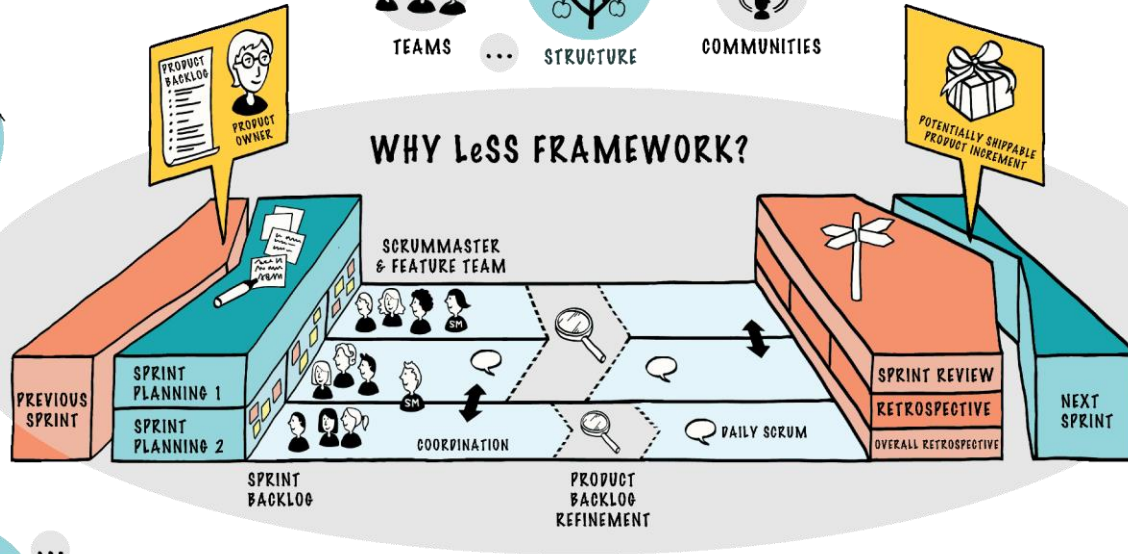 TEAMS
...
STRUCTURE
COMMUNITIES
PRODUCT
BACKLOG
PRODUCT
OWNER
POTENTIALLY SHIPPABLE
PRODUCT INCREMENT
WHY LeSS FRAMEWORK?
SCRUMMASTER
& FEATURE TEAM
SM
SM
PREVIOUS
SPRINT
SPRINT
PLANNING 1
SPRINT
PLANNING 2
COORDINATION
DAILY SCRUM
SPRINT REVIEW
RETROSPECTIVE
OVERALL RETROSPECTIVE
NEXT
SPRINT
SPRINT
BACKLOG
PRODUCT
BACKLOG
REFINEMENT
...